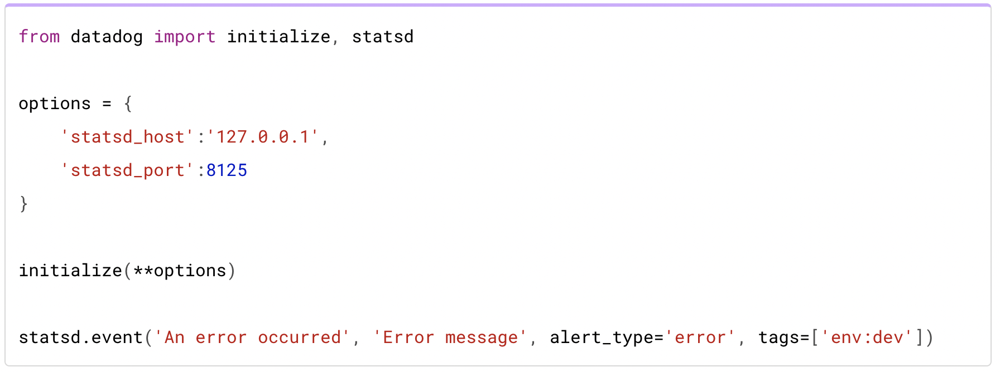 from datadog import initialize, statsd
options = {
    'statsd_host':'127.0.0.1',
    'statsd_port':8125
}
initialize(**options)
statsd.event('An error occurred', 'Error message', alert_type='error', tags=['env:dev'])